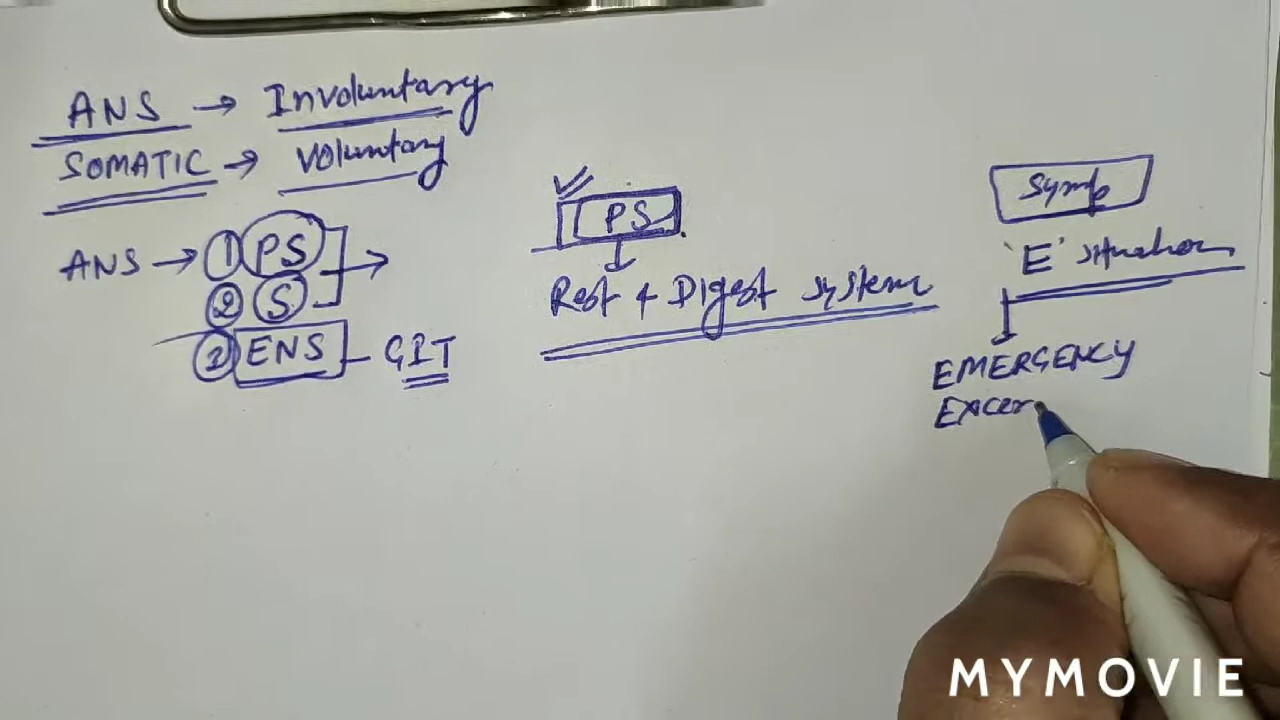 ANS → Involuntary
SOMATIC → Voluntary
ANS → ① PS
② S
③ ENS - GIT
PS
Rest + Digest system
Symp
'E' situation
EMERGENCY
Excer
MYMOVIE